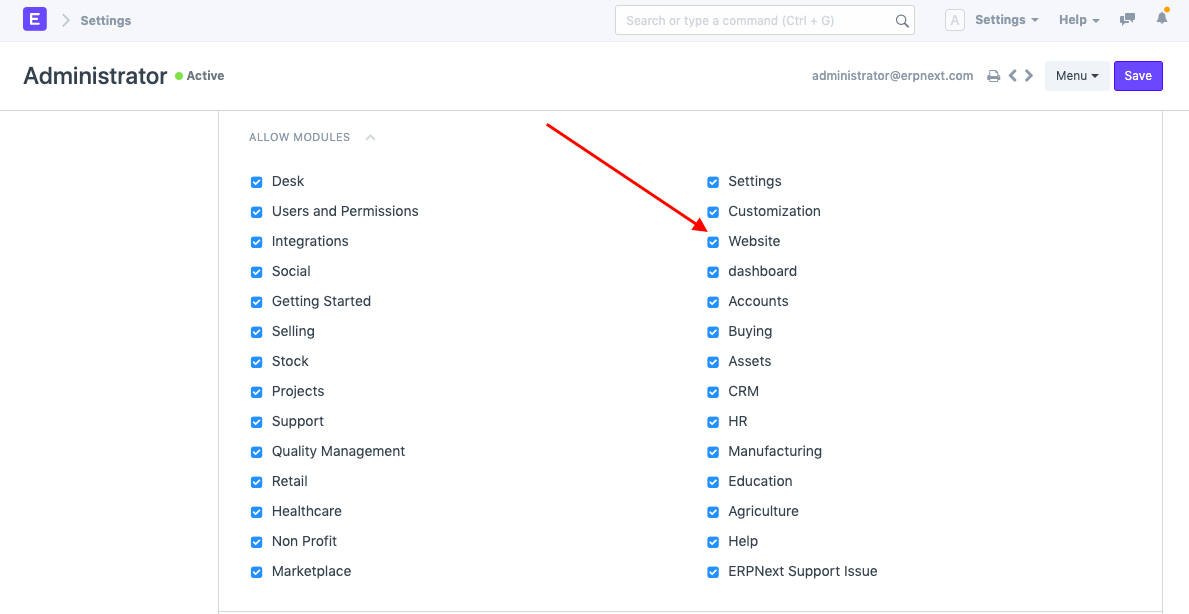 E Settings Search or type a command (Ctrl + G) A Settings Help
Administrator Active administrator@erpnext.com Menu Save
ALLOW MODULES
Desk
Users and Permissions
Integrations
Social
Getting Started
Selling
Stock
Projects
Support
Quality Management
Retail
Healthcare
Non Profit
Marketplace
Settings
Customization
Website
dashboard
Accounts
Buying
Assets
CRM
HR
Manufacturing
Education
Agriculture
Help
ERPNext Support Issue